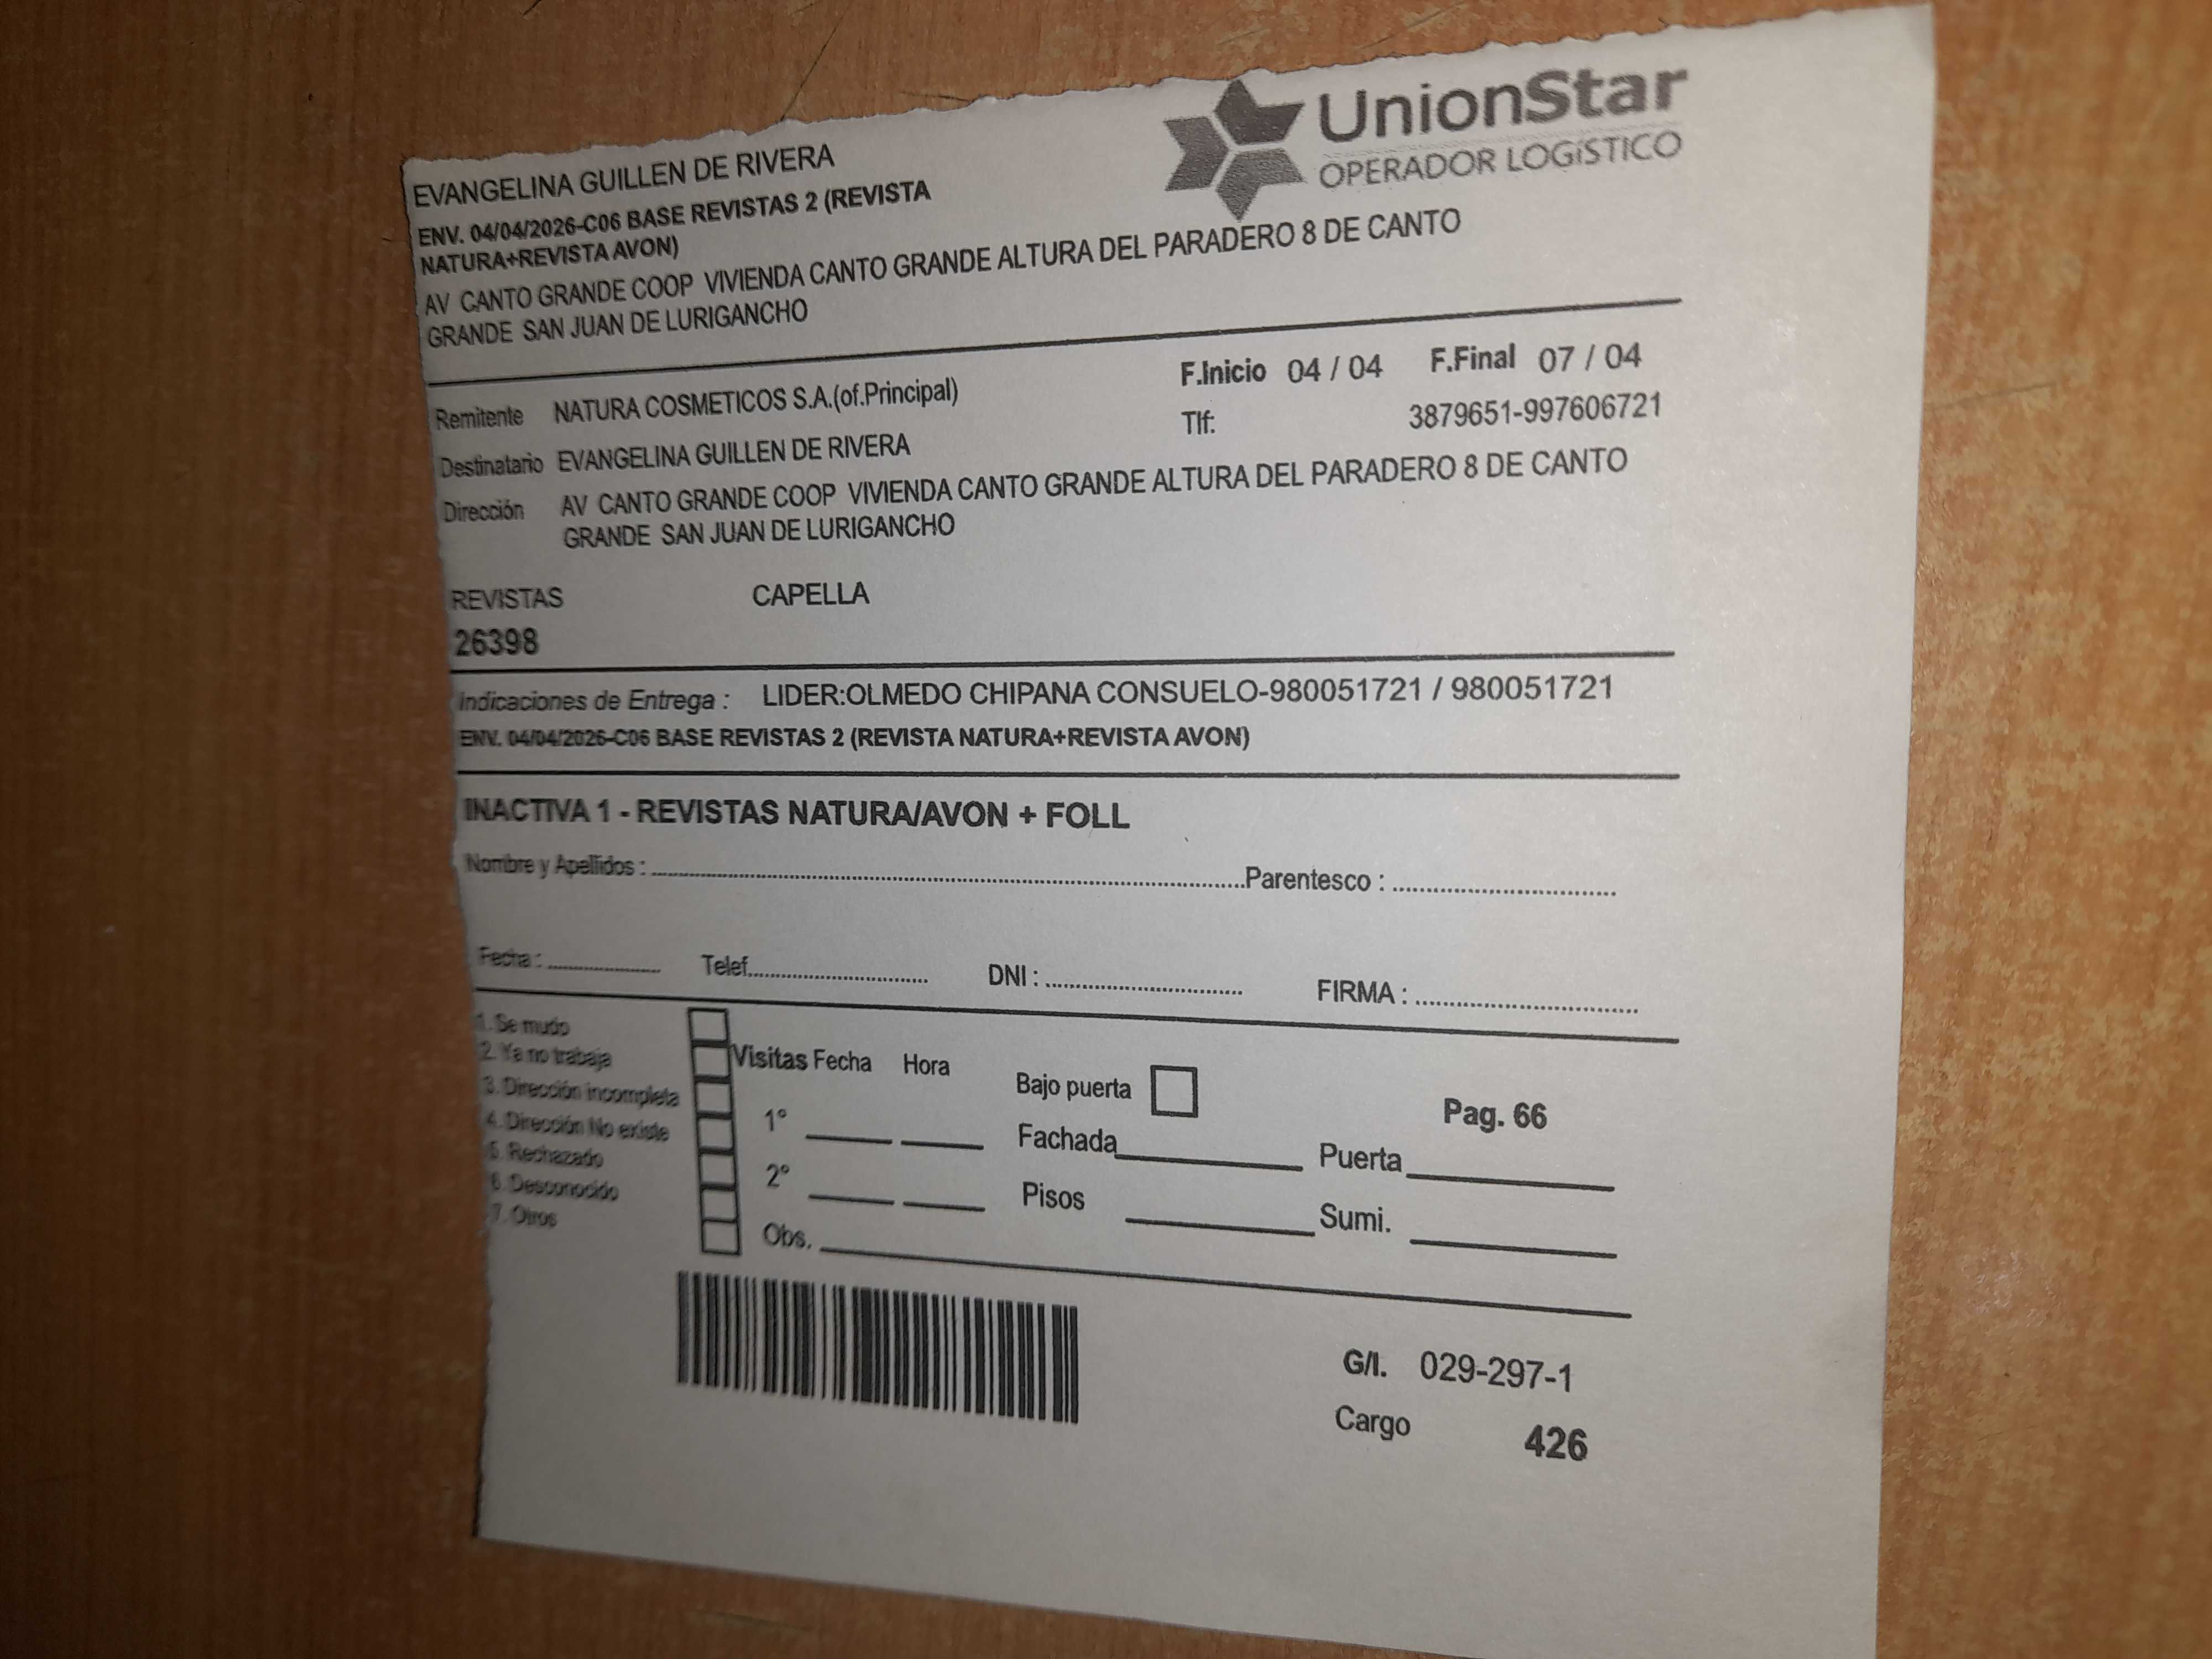 UnionStar
OPERADOR LOGíSTICO
EVANGELINA GUILLEN DE RIVERA
ENV. 04/04/2026-C06 BASE REVISTAS 2 (REVISTA
NATURA+REVISTA AVON)
AV CANTO GRANDE COOP VIVIENDA CANTO GRANDE ALTURA DEL PARADERO 8 DE CANTO
GRANDE SAN JUAN DE LURIGANCHO
F.Inicio 04 / 04 F.Final 07 / 04
Remitente NATURA COSMETICOS S.A.(of.Principal)
Tlf: 3879651-997606721
Destinatario EVANGELINA GUILLEN DE RIVERA
Dirección AV CANTO GRANDE COOP VIVIENDA CANTO GRANDE ALTURA DEL PARADERO 8 DE CANTO
GRANDE SAN JUAN DE LURIGANCHO
REVISTAS CAPELLA
26398
Indicaciones de Entrega : LIDER:OLMEDO CHIPANA CONSUELO-980051721 / 980051721
ENV. 04/04/2026-C06 BASE REVISTAS 2 (REVISTA NATURA+REVISTA AVON)
INACTIVA 1 - REVISTAS NATURA/AVON + FOLL
Nombre y Apellidos : Parentesco :
Fecha : Telef. DNI : FIRMA :
1. Se mudo
2. Ya no trabaja
3. Dirección incompleta
4. Dirección No existe
5. Rechazado
6. Desconocido
7. Otros
Visitas Fecha Hora
1°
2°
Obs.
Bajo puerta
Pag. 66
Fachada Puerta
Pisos Sumi.
G/I. 029-297-1
Cargo 426